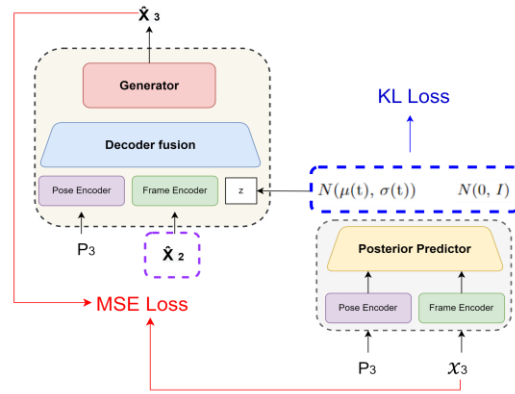 X̂ 3
Generator
Decoder fusion
Pose Encoder
Frame Encoder
z
P3
X̂ 2
MSE Loss
KL Loss
N(μ(t), σ(t)) N(0, I)
Posterior Predictor
Pose Encoder
Frame Encoder
P3
x3